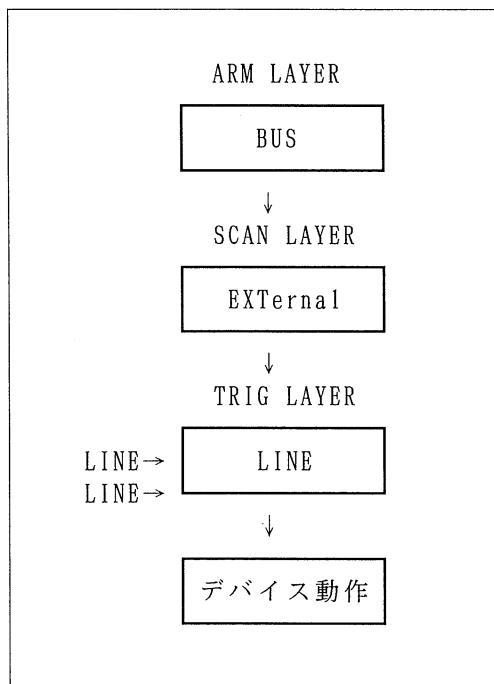 ARM LAYER
BUS
↓
SCAN LAYER
EXTernal
↓
TRIG LAYER
LINE→
LINE
LINE→
↓
デバイス動作